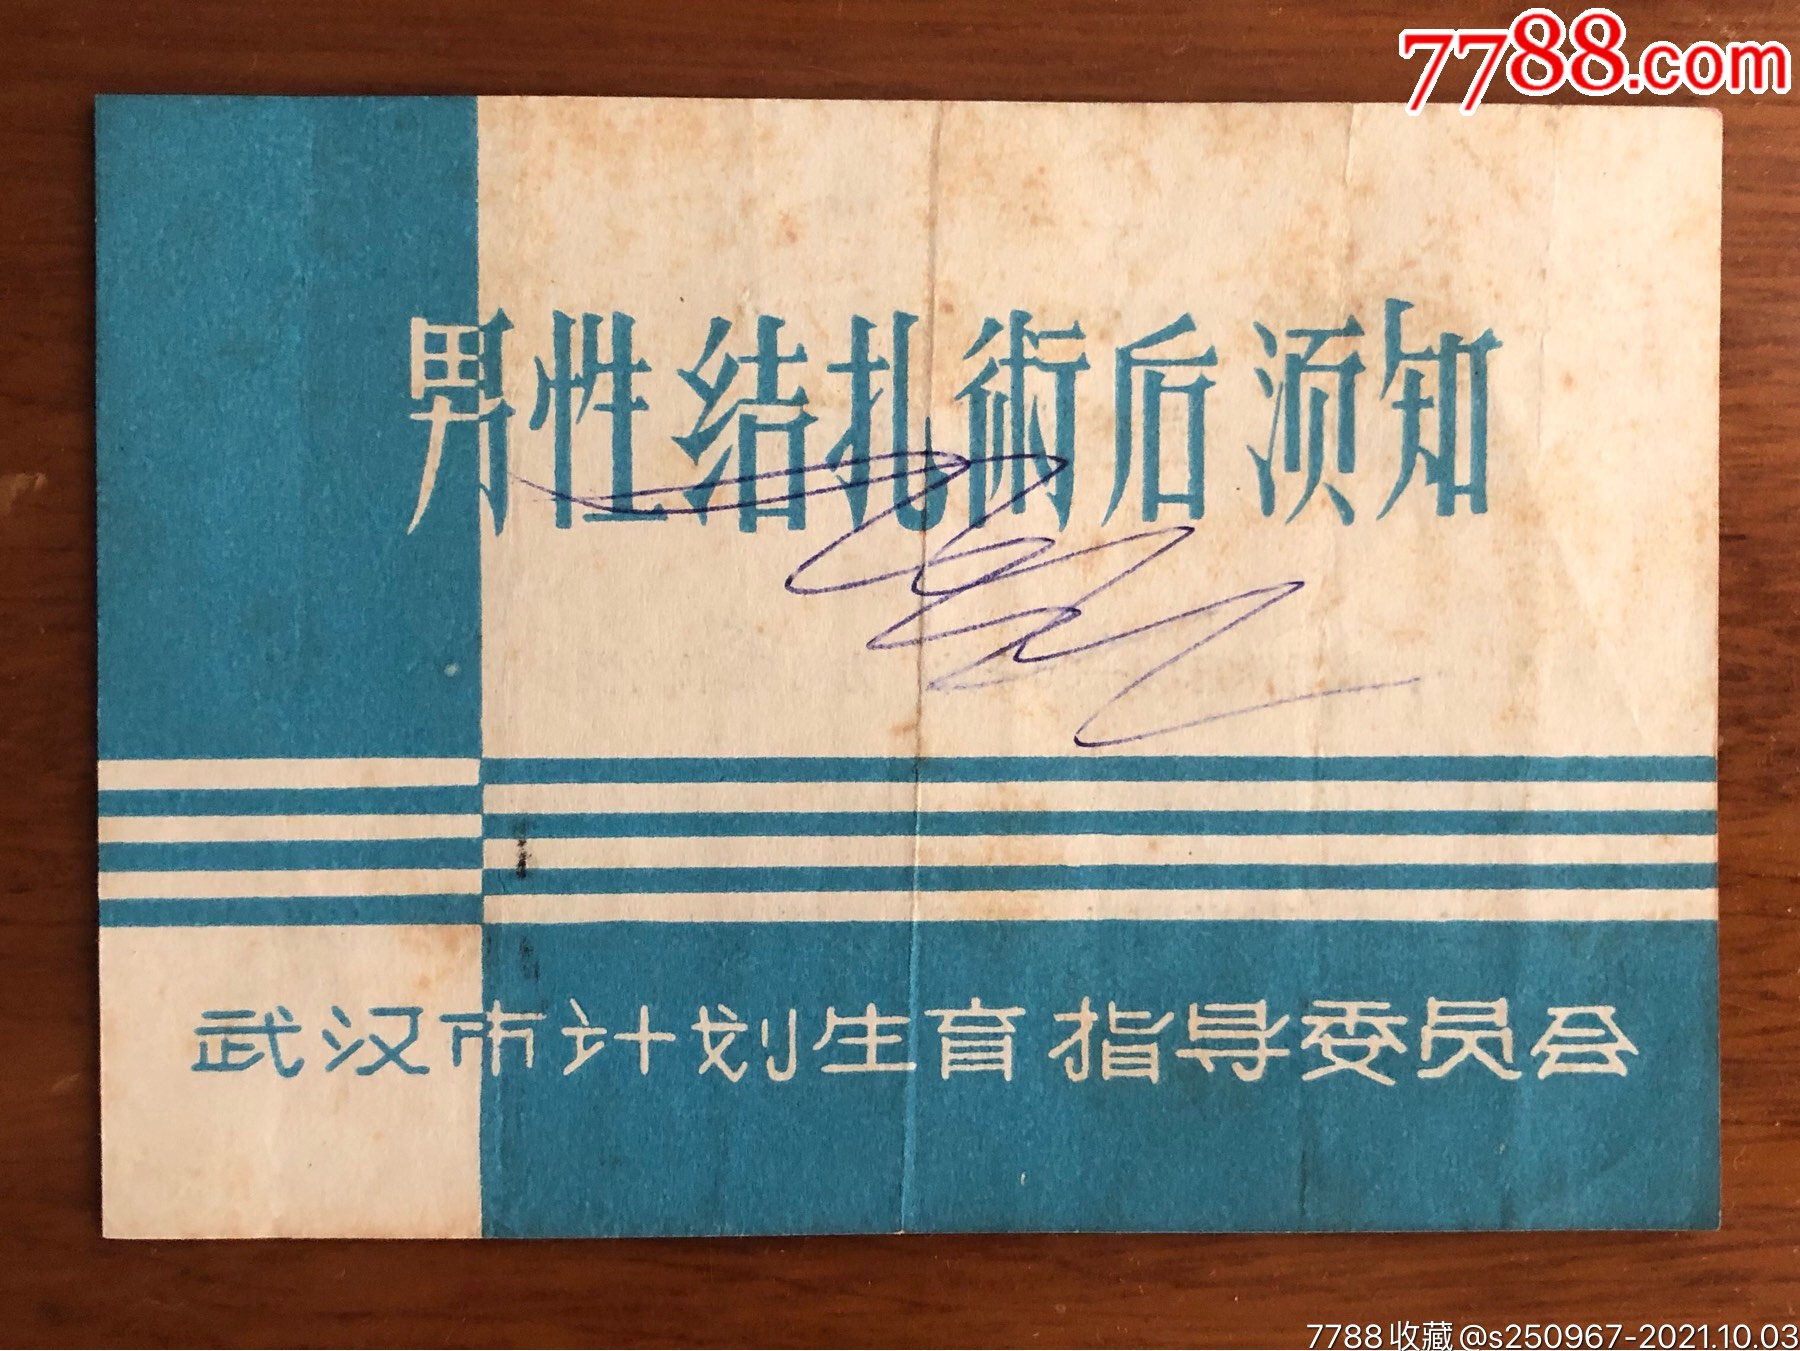 7788.com
男性结扎術后须知
武汉市计划生育指导委员会
7788收藏@s250967-2021.10.03